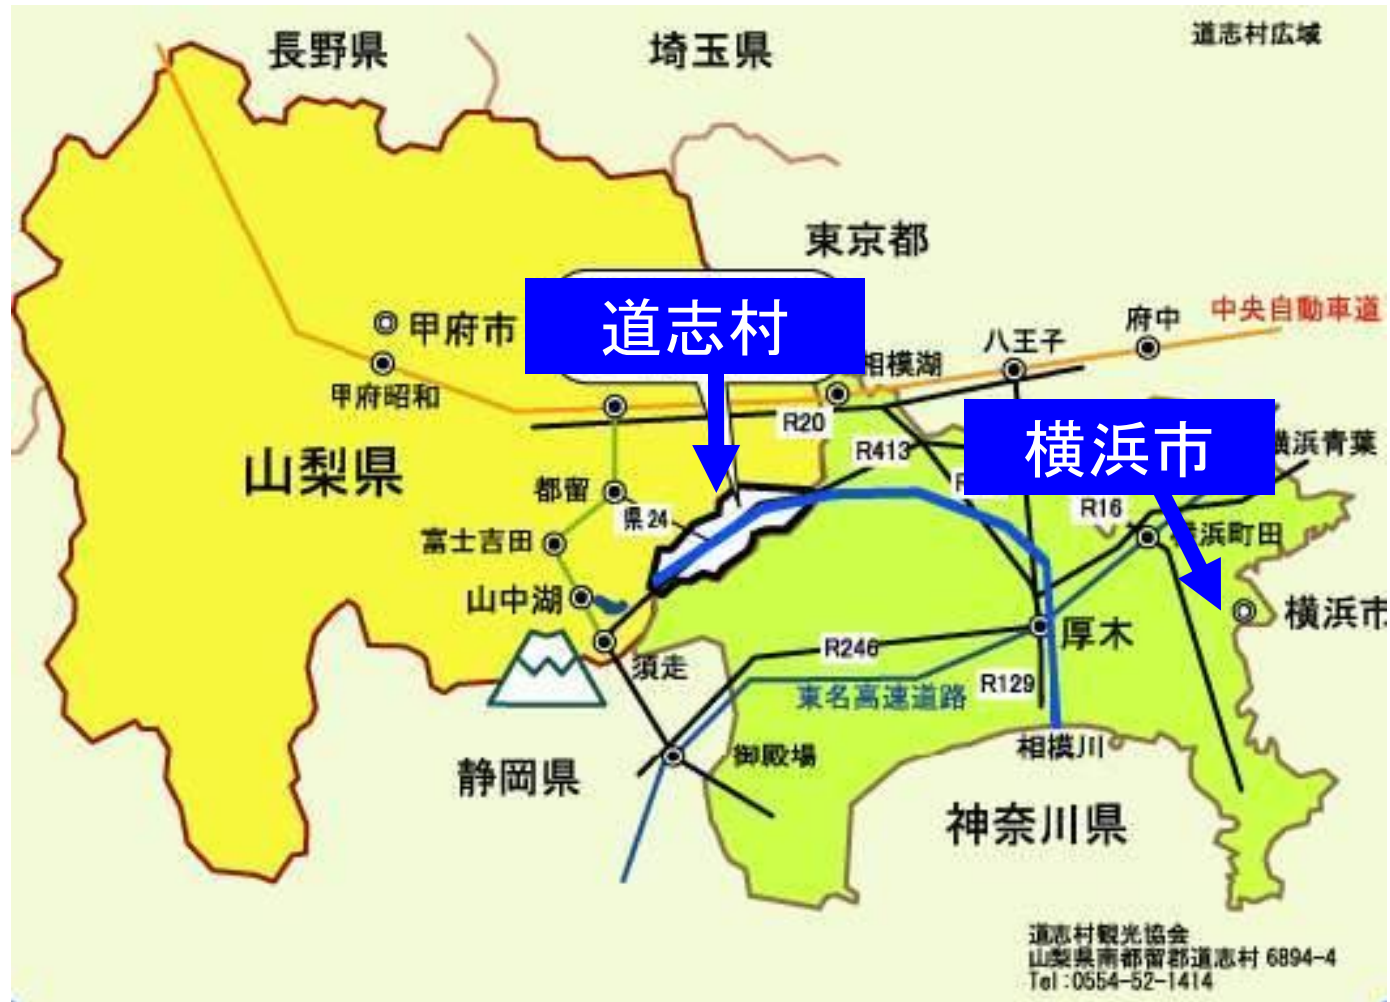 道志村広域
長野県
埼玉県
東京都
中央自動車道
府中
八王子
道志村
甲府市
甲府昭和
相模湖
R20
R413
横浜市
横浜青葉
山梨県
都留
県24
R16
横浜町田
富士吉田
山中湖
横浜市
厚木
R246
須走
R129
東名高速道路
相模川
御殿場
静岡県
神奈川県
道志村観光協会
山梨県南都留郡道志村 6894-4
Tel:0554-52-1414